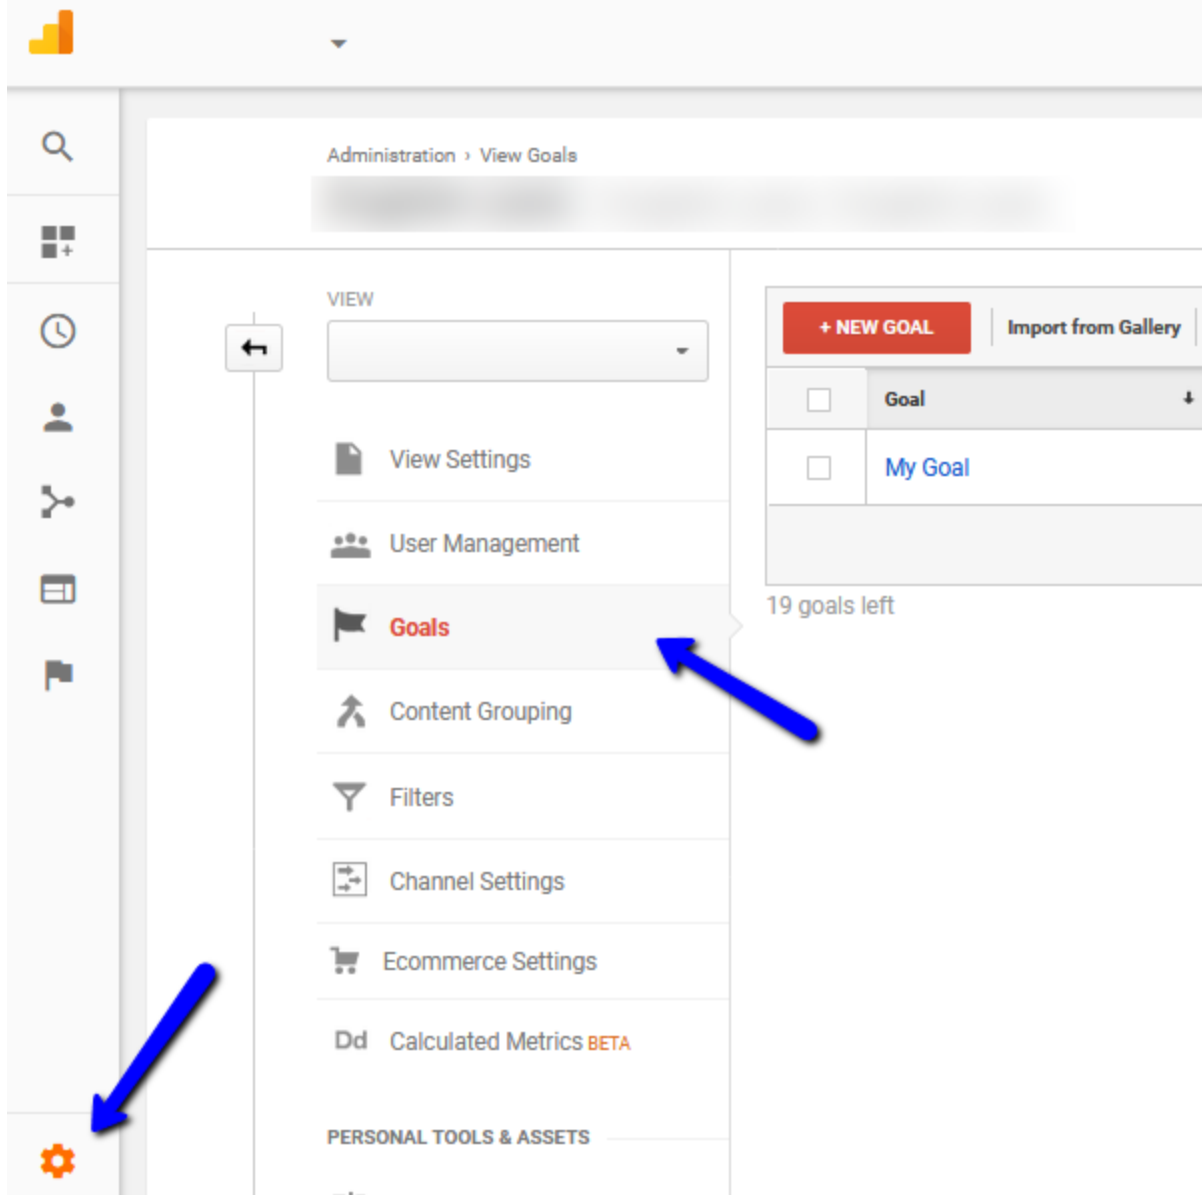 Administration › View Goals
VIEW
+ NEW GOAL
Import from Gallery
Goal
My Goal
19 goals left
View Settings
User Management
Goals
Content Grouping
Filters
Channel Settings
Ecommerce Settings
Dd Calculated Metrics BETA
PERSONAL TOOLS & ASSETS